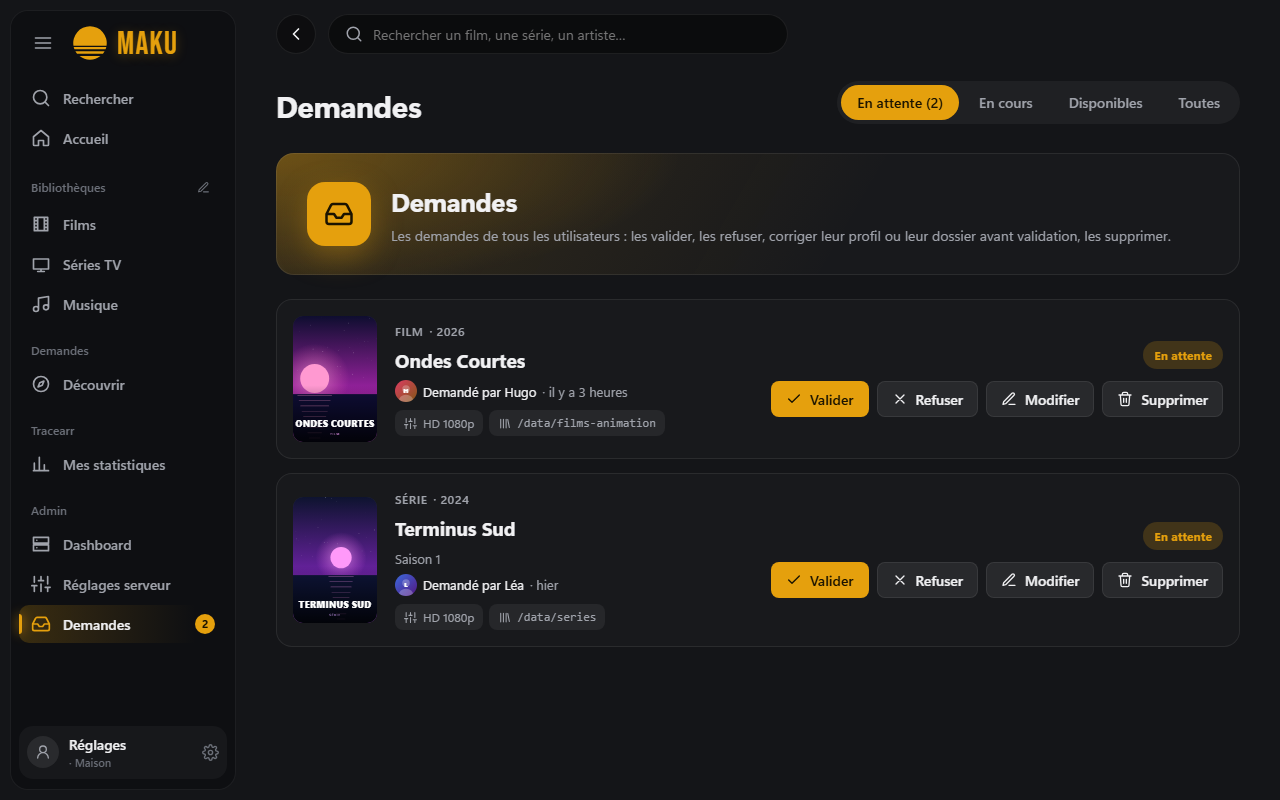 MAKU
Rechercher
Accueil
Bibliothèques
Films
Séries TV
Musique
Demandes
Découvrir
Tracearr
Mes statistiques
Admin
Dashboard
Réglages serveur
Demandes 2
Réglages
· Maison
Rechercher un film, une série, un artiste...
Demandes
En attente (2) En cours Disponibles Toutes
Demandes
Les demandes de tous les utilisateurs : les valider, les refuser, corriger leur profil ou leur dossier avant validation, les supprimer.
ONDES COURTES
FILM · 2026
Ondes Courtes
Demandé par Hugo · il y a 3 heures
HD 1080p /data/films-animation
En attente
Valider Refuser Modifier Supprimer
TERMINUS SUD
SÉRIE · 2024
Terminus Sud
Saison 1
Demandé par Léa · hier
HD 1080p /data/series
En attente
Valider Refuser Modifier Supprimer